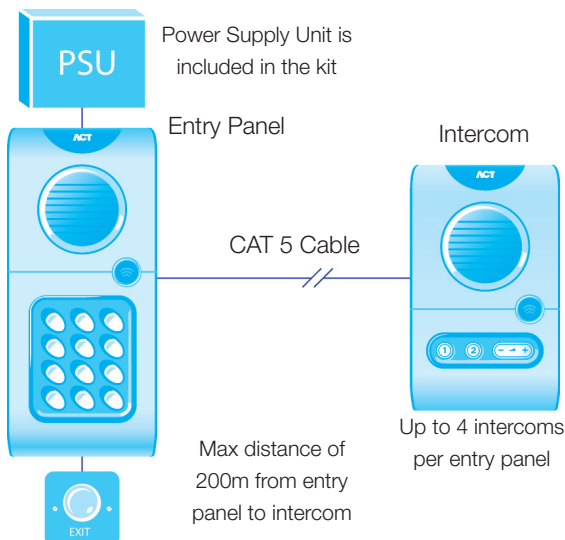 PSU
Power Supply Unit is
included in the kit
Entry Panel
ACT
Intercom
ACT
CAT 5 Cable
1 2 - +
Up to 4 intercoms
per entry panel
Max distance of
200m from entry
panel to intercom
EXIT